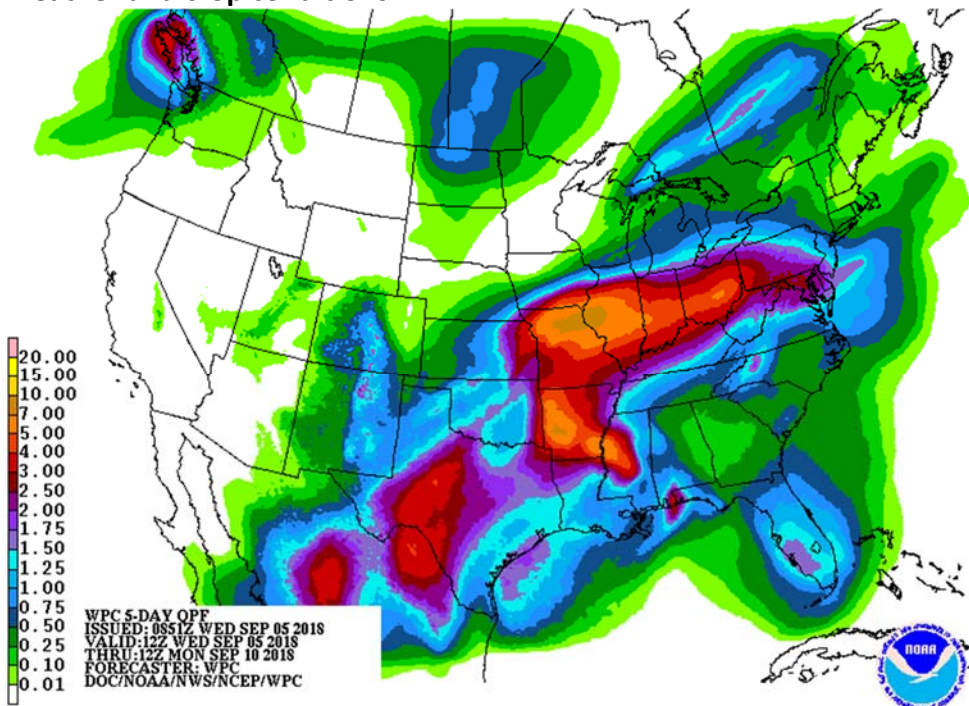 20.00
15.00
10.00
7.00
5.00
4.00
3.00
2.50
2.00
1.75
1.50
1.25
1.00
0.75
0.50
0.25
0.10
0.01
WPC 5-DAY QPF
ISSUED: 0851Z WED SEP 05 2018
VALID: 12Z WED SEP 05 2018
THRU: 12Z MON SEP 10 2018
FORECASTER: WPC
DOC/NOAA/NWS/NCEP/WPC
NOAA